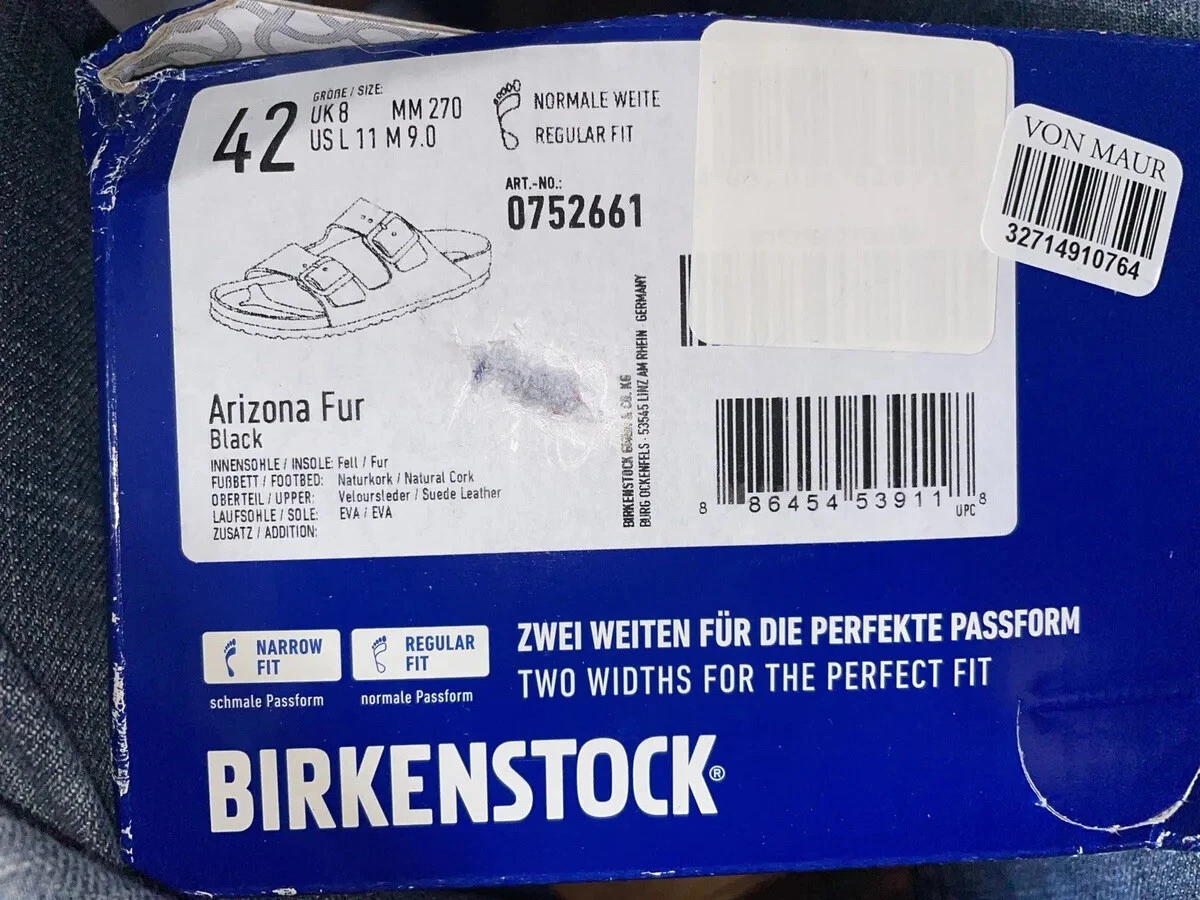 42
GRÖßE / SIZE:
UK 8 MM 270
US L 11 M 9.0
NORMALE WEITE
REGULAR FIT
ART.-NO.:
0752661
VON MAUR
32714910764
Arizona Fur
Black
INNENSOHLE / INSOLE: Fell / Fur
FUßBETT / FOOTBED: Naturkork / Natural Cork
OBERTEIL / UPPER: Veloursleder / Suede Leather
LAUFSOHLE / SOLE: EVA / EVA
ZUSATZ / ADDITION:
BIRKENSTOCK & CO. KG
BURG OCKENFELS · 53545 LINZ AM RHEIN · GERMANY
8 86454 53911 8
UPC
NARROW
FIT
schmale Passform
REGULAR
FIT
normale Passform
ZWEI WEITEN FÜR DIE PERFEKTE PASSFORM
TWO WIDTHS FOR THE PERFECT FIT
BIRKENSTOCK®